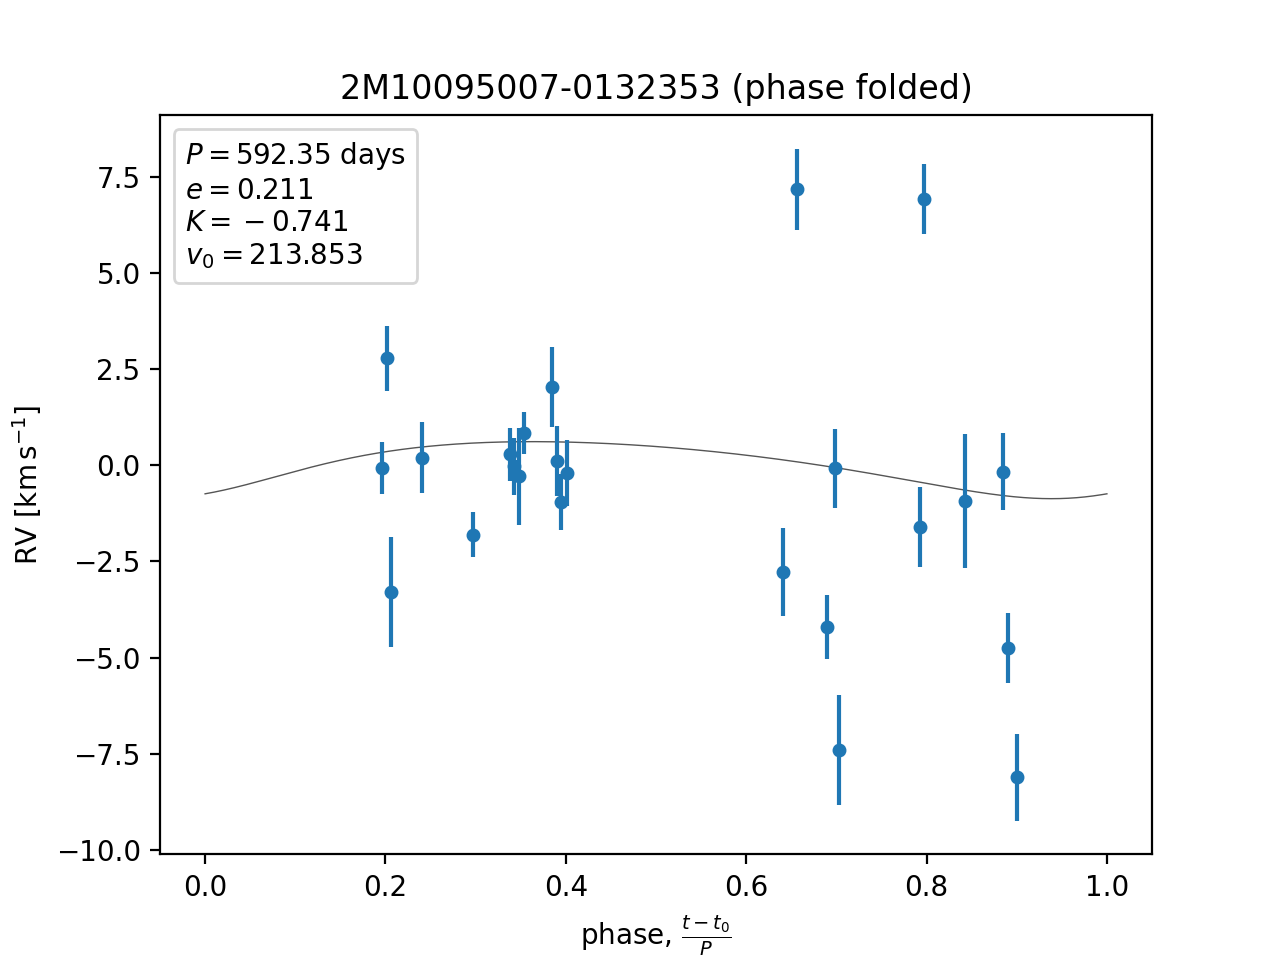 2M10095007-0132353 (phase folded)
P = 592.35 days
e = 0.211
K = −0.741
v₀ = 213.853
7.5
5.0
2.5
0.0
−2.5
−5.0
−7.5
−10.0
RV [km s⁻¹]
0.0 0.2 0.4 0.6 0.8 1.0
phase, (t − t₀)/P